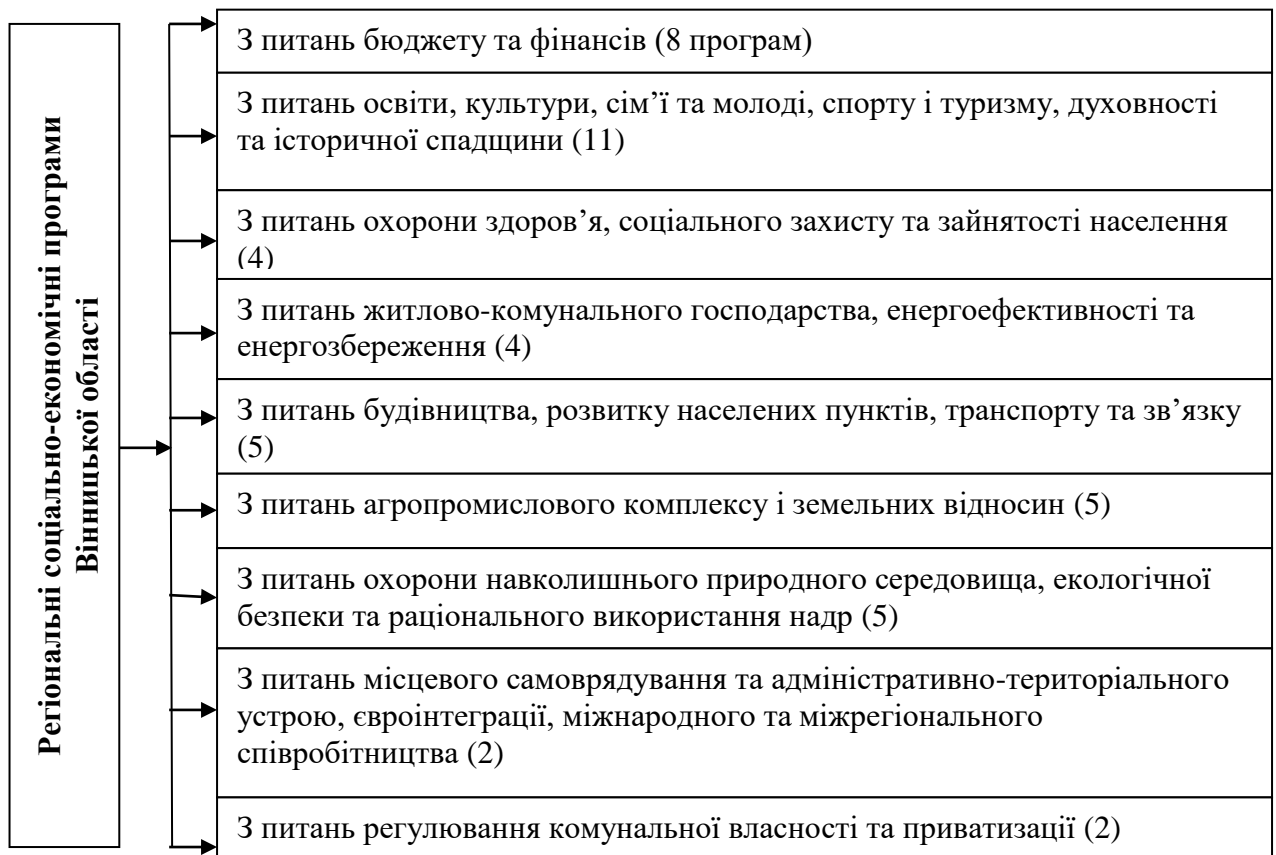 Регіональні соціально-економічні програми
Вінницької області
З питань бюджету та фінансів (8 програм)
З питань освіти, культури, сім’ї та молоді, спорту і туризму, духовності
та історичної спадщини (11)
З питань охорони здоров’я, соціального захисту та зайнятості населення
(4)
З питань житлово-комунального господарства, енергоефективності та
енергозбереження (4)
З питань будівництва, розвитку населених пунктів, транспорту та зв’язку
(5)
З питань агропромислового комплексу і земельних відносин (5)
З питань охорони навколишнього природного середовища, екологічної
безпеки та раціонального використання надр (5)
З питань місцевого самоврядування та адміністративно-територіального
устрою, євроінтеграції, міжнародного та міжрегіонального
співробітництва (2)
З питань регулювання комунальної власності та приватизації (2)